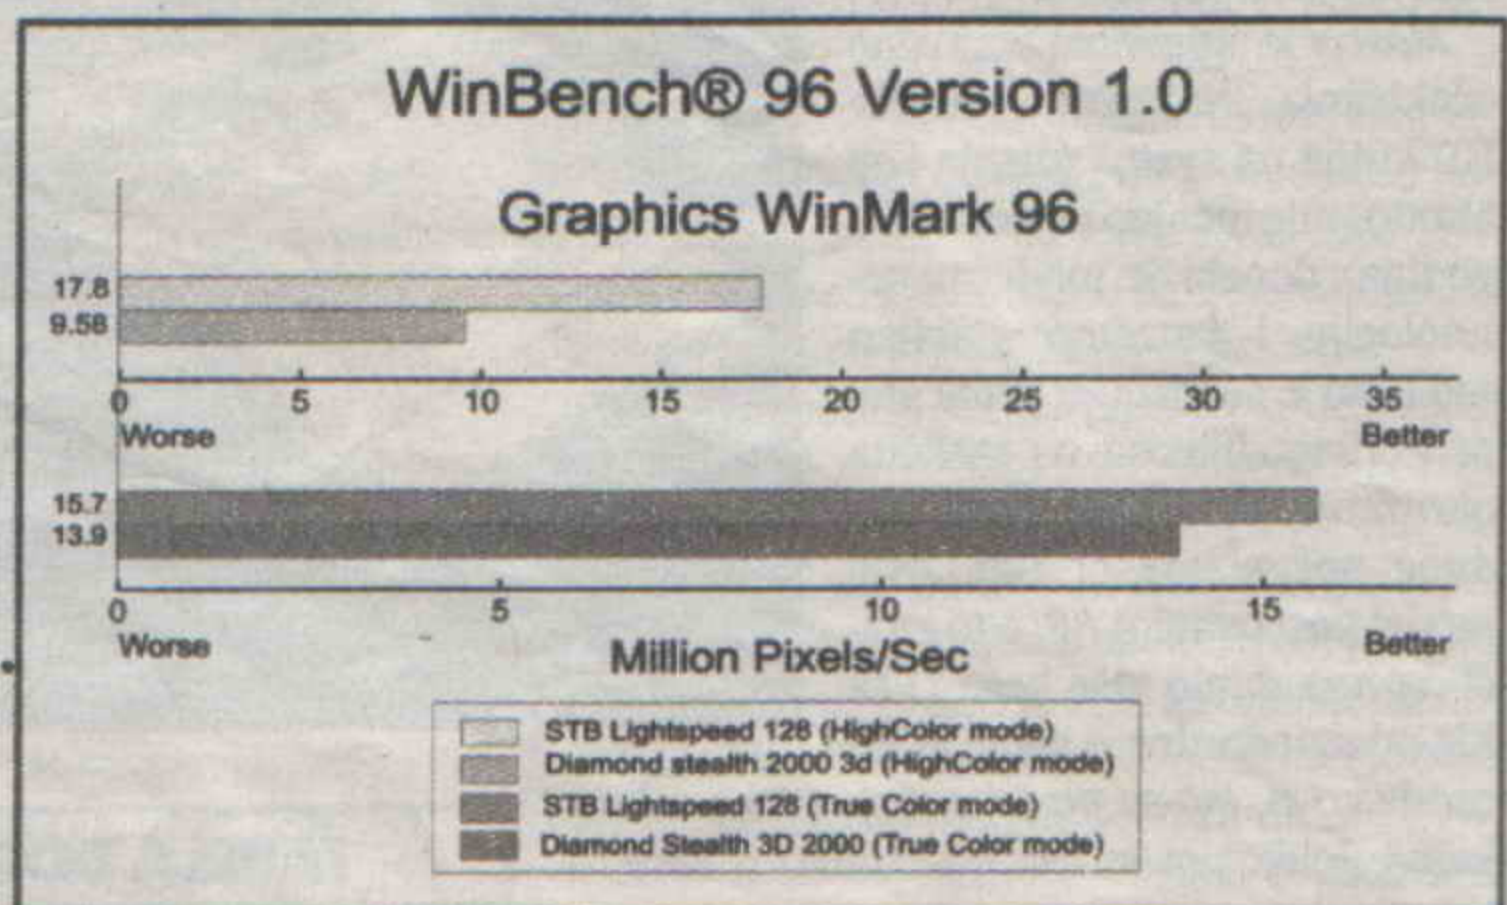 WinBench® 96 Version 1.0
Graphics WinMark 96
17.8
9.58
0 5 10 15 20 25 30 35
Worse Better
15.7
13.9
0 5 10 15
Worse Better
Million Pixels/Sec
STB Lightspeed 128 (HighColor mode)
Diamond stealth 2000 3d (HighColor mode)
STB Lightspeed 128 (True Color mode)
Diamond Stealth 3D 2000 (True Color mode)